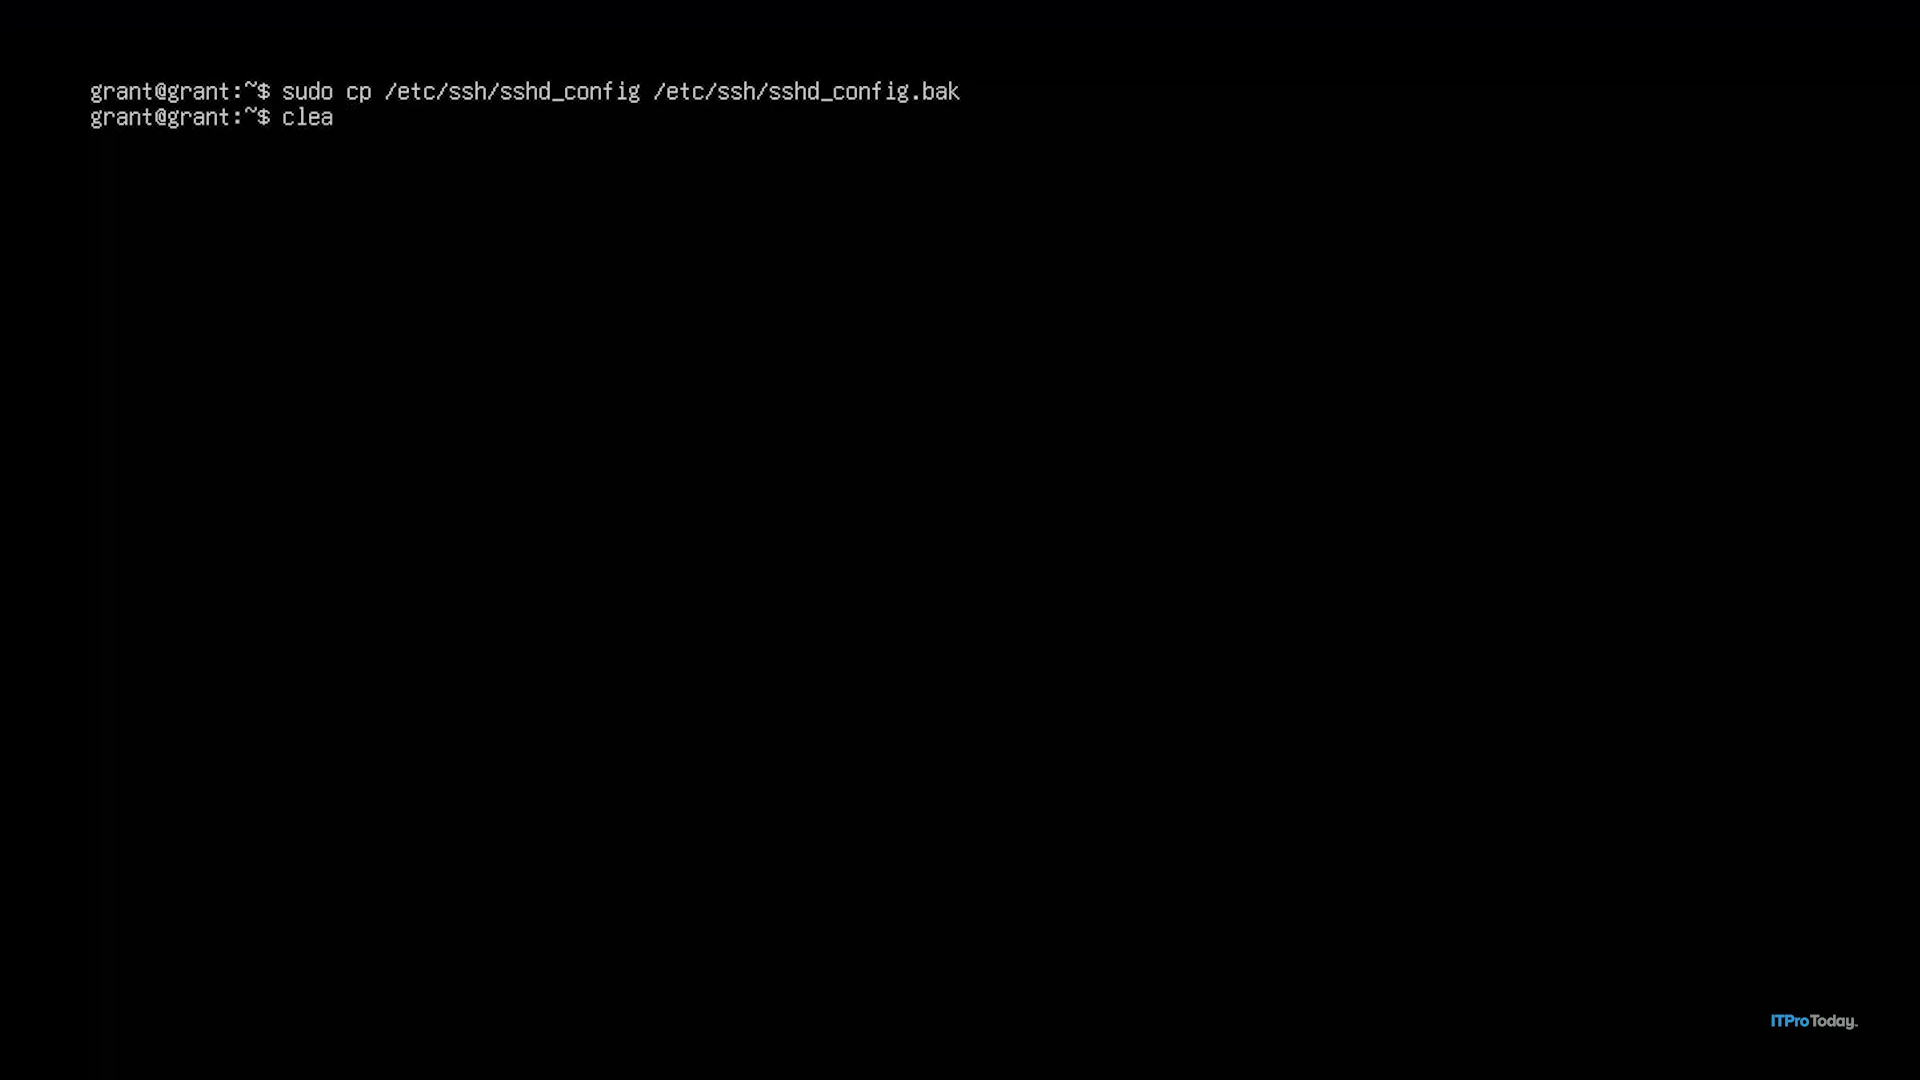 grant@grant:~$ sudo cp /etc/ssh/sshd_config /etc/ssh/sshd_config.bak
grant@grant:~$ clea
ITProToday.